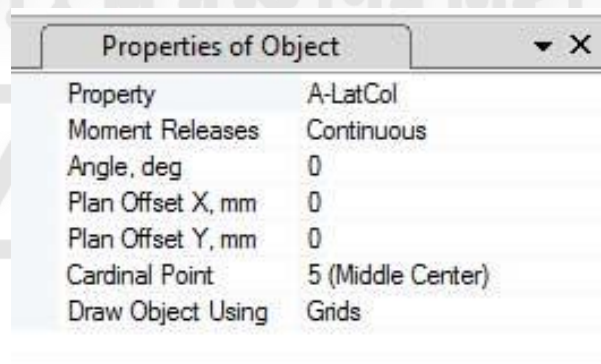 Properties of Object
Property A-LatCol
Moment Releases Continuous
Angle, deg 0
Plan Offset X, mm 0
Plan Offset Y, mm 0
Cardinal Point 5 (Middle Center)
Draw Object Using Grids